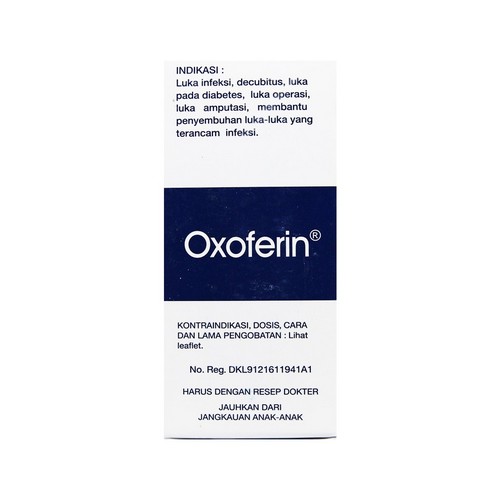 INDIKASI :
Luka infeksi, decubitus, luka
pada diabetes, luka operasi,
luka amputasi, membantu
penyembuhan luka-luka yang
terancam infeksi.
Oxoferin®
KONTRAINDIKASI, DOSIS, CARA
DAN LAMA PENGOBATAN : Lihat
leaflet.
No. Reg. DKL9121611941A1
HARUS DENGAN RESEP DOKTER
JAUHKAN DARI
JANGKAUAN ANAK-ANAK